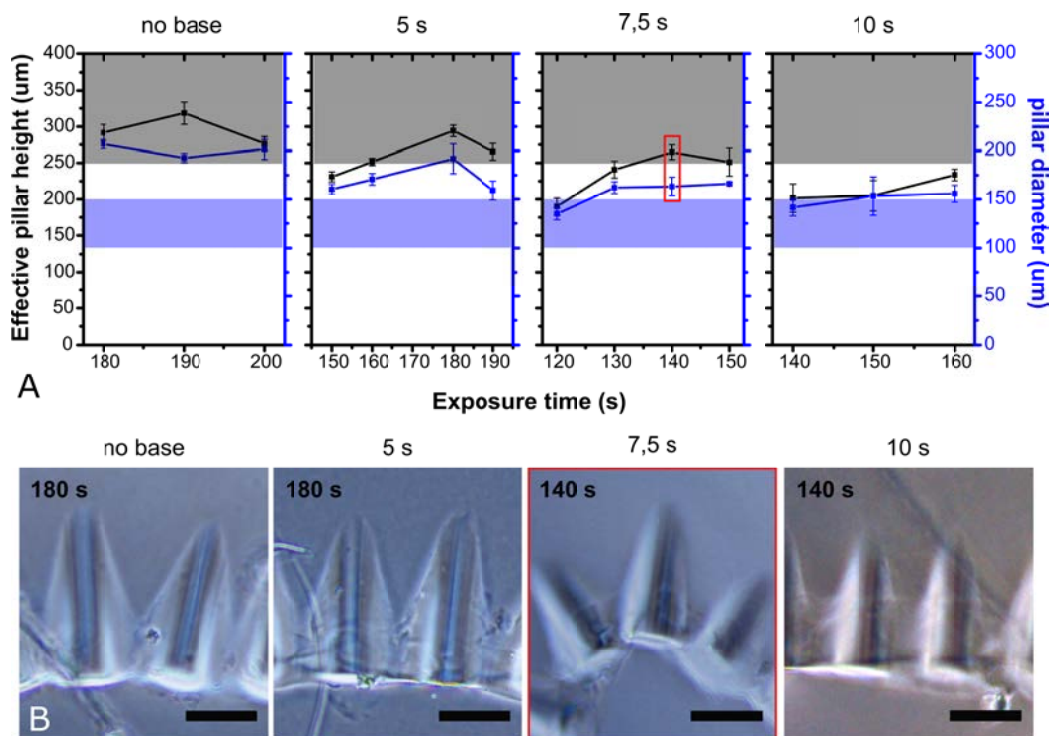 no base 5 s 7,5 s 10 s
Effective pillar height (um)
400
350
300
250
200
150
100
50
0
300
250
200
150
100
50
0
pillar diameter (um)
180 190 200 150 160 170 180 190 120 130 140 150 140 150 160
A
Exposure time (s)
no base 5 s 7,5 s 10 s
180 s 180 s 140 s 140 s
B